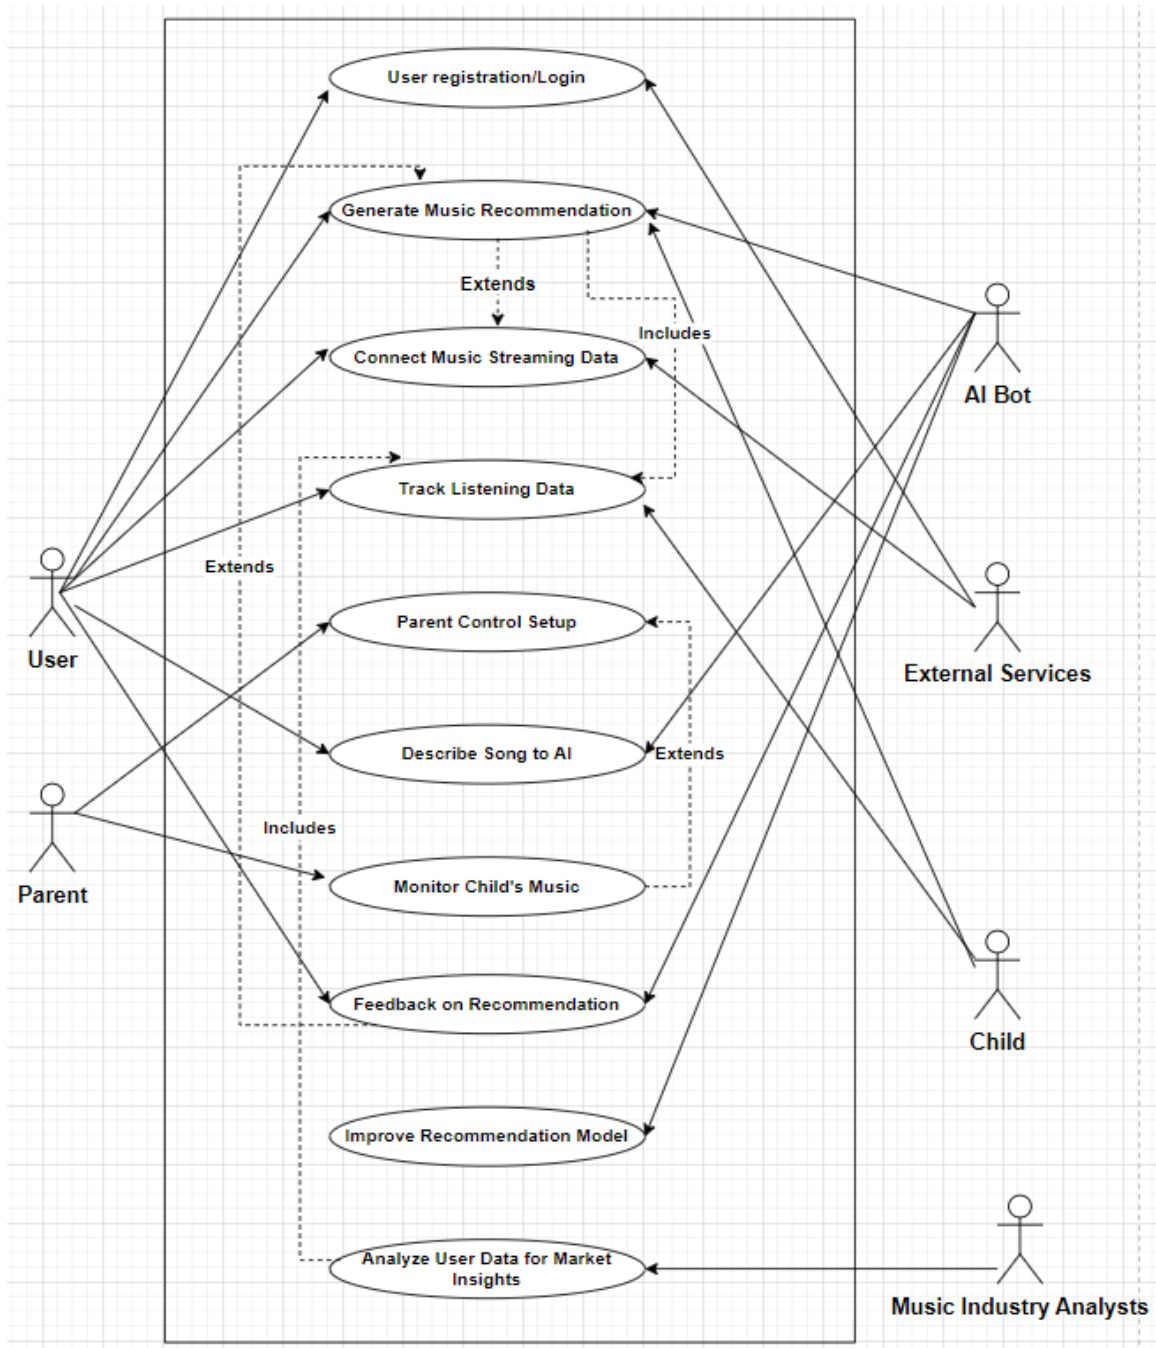 User registration/Login
Generate Music Recommendation
Extends
Includes
Connect Music Streaming Data
AI Bot
Track Listening Data
Extends
Parent Control Setup
User
External Services
Describe Song to AI
Extends
Includes
Monitor Child's Music
Parent
Feedback on Recommendation
Child
Improve Recommendation Model
Analyze User Data for Market
Insights
Music Industry Analysts